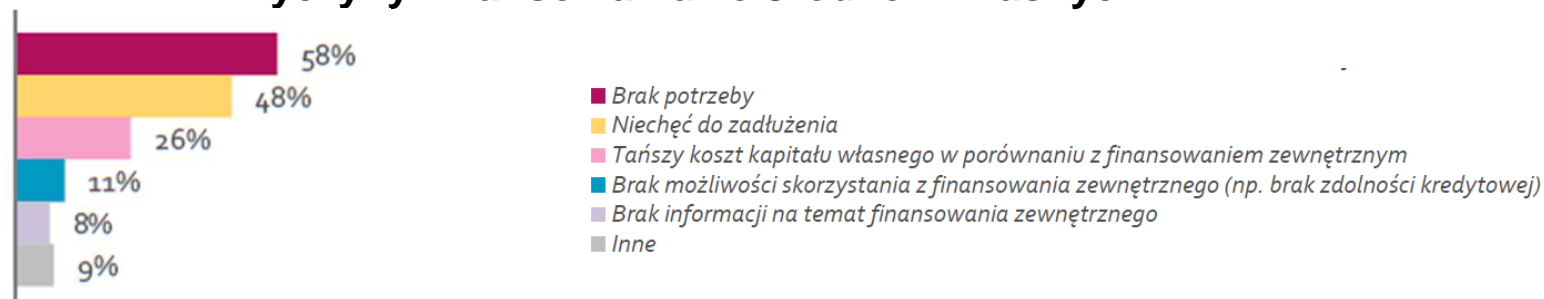 58%
48%
26%
11%
8%
9%
Brak potrzeby
Niechęć do zadłużenia
Tańszy koszt kapitału własnego w porównaniu z finansowaniem zewnętrznym
Brak możliwości skorzystania z finansowania zewnętrznego (np. brak zdolności kredytowej)
Brak informacji na temat finansowania zewnętrznego
Inne